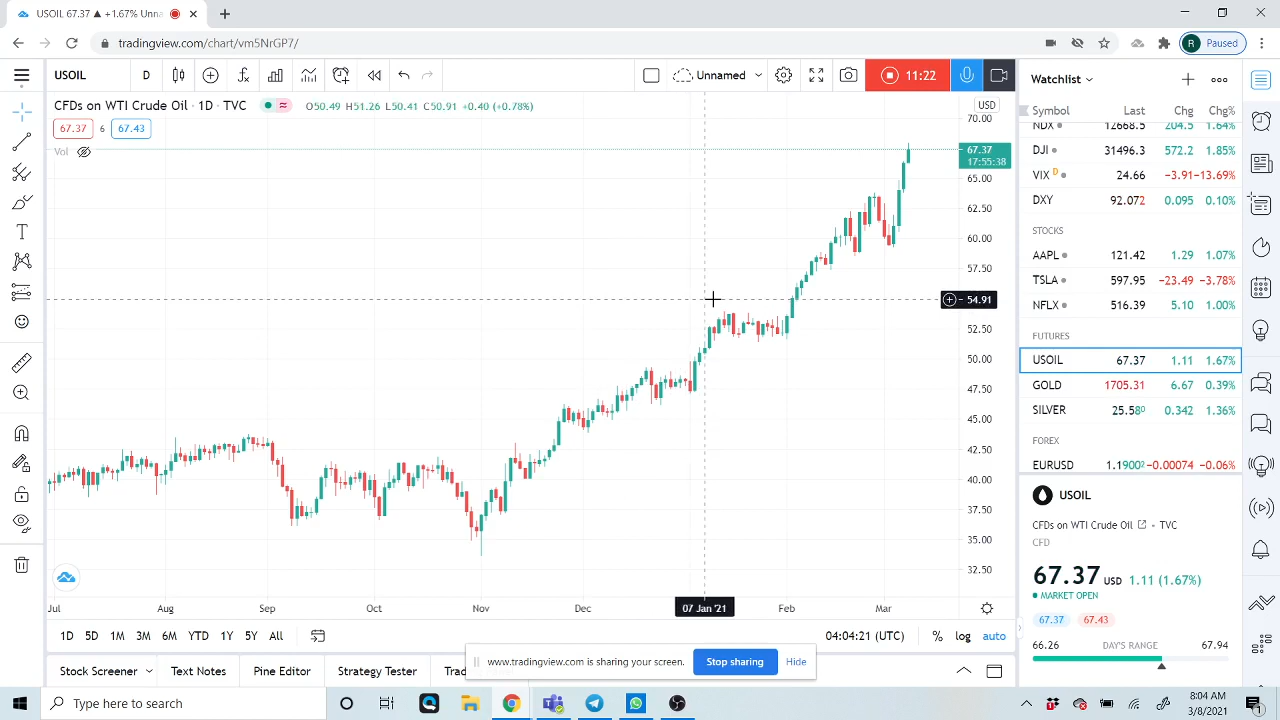 USOIL 67.37 ▲ +1.67% Unna
tradingview.com/chart/vm5NrGP7/
R Paused
USOIL D Unnamed 11:22
CFDs on WTI Crude Oil · 1D · TVC O50.49 H51.26 L50.41 C50.91 +0.40 (+0.78%)
67.37 6 67.43
Vol
USD
70.00
67.37
17:55:38
65.00
62.50
60.00
57.50
54.91
52.50
50.00
47.50
45.00
42.50
40.00
37.50
35.00
32.50
Jul Aug Sep Oct Nov Dec 07 Jan '21 Feb Mar
1D 5D 1M 3M 6M YTD 1Y 5Y All 04:04:21 (UTC) % log auto
Stock Screener Text Notes Pine Editor Strategy Tester
www.tradingview.com is sharing your screen. Stop sharing Hide
Watchlist
Symbol Last Chg Chg%
NDX 12668.5 204.5 1.64%
DJI 31496.3 572.2 1.85%
VIX D 24.66 −3.91 −13.69%
DXY 92.072 0.095 0.10%
STOCKS
AAPL 121.42 1.29 1.07%
TSLA 597.95 −23.49 −3.78%
NFLX 516.39 5.10 1.00%
FUTURES
USOIL 67.37 1.11 1.67%
GOLD 1705.31 6.67 0.39%
SILVER 25.580 0.342 1.36%
FOREX
EURUSD 1.19002 −0.00074 −0.06%
USOIL
CFDs on WTI Crude Oil · TVC
CFD
67.37 USD 1.11 (1.67%)
MARKET OPEN
67.37 67.43
66.26 DAY'S RANGE 67.94
Type here to search
8:04 AM
3/8/2021
1